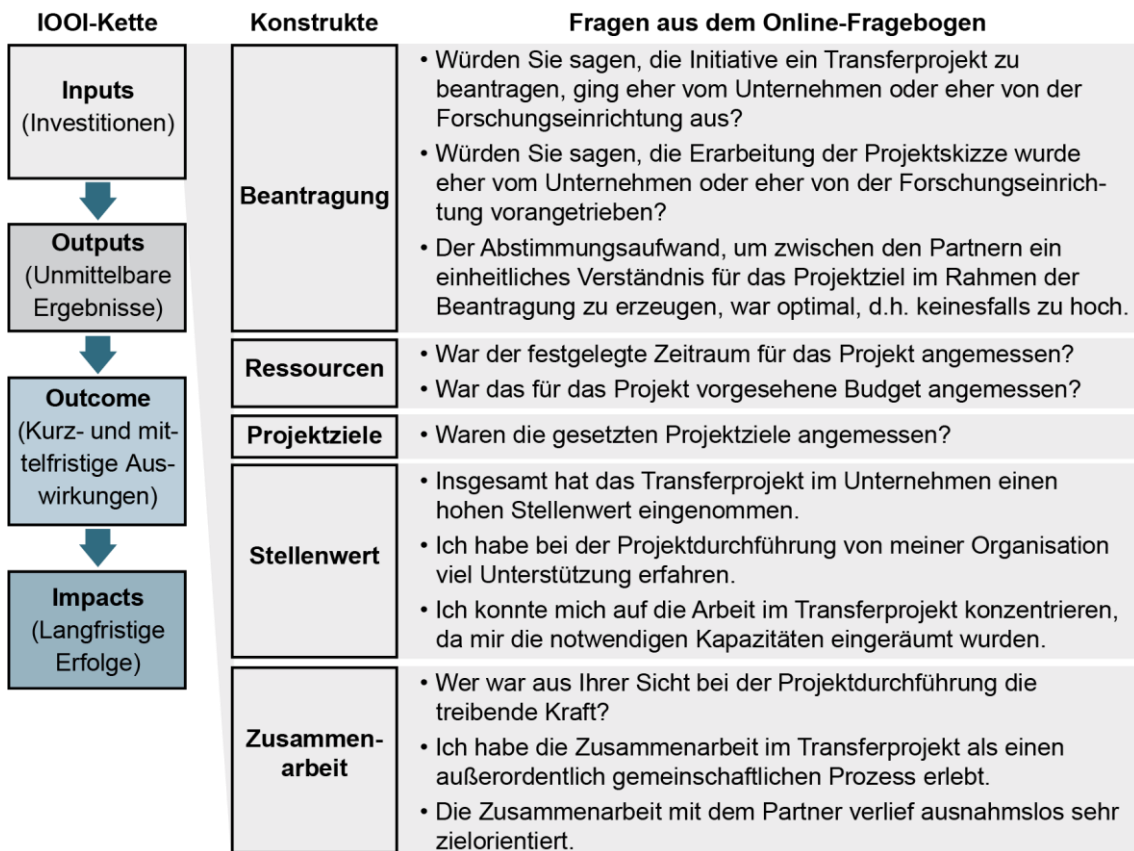 IOOI-Kette
Konstrukte
Fragen aus dem Online-Fragebogen
Inputs
(Investitionen)
Outputs
(Unmittelbare
Ergebnisse)
Outcome
(Kurz- und mit-
telfristige Aus-
wirkungen)
Impacts
(Langfristige
Erfolge)
Beantragung
• Würden Sie sagen, die Initiative ein Transferprojekt zu
beantragen, ging eher vom Unternehmen oder eher von der
Forschungseinrichtung aus?
• Würden Sie sagen, die Erarbeitung der Projektskizze wurde
eher vom Unternehmen oder eher von der Forschungseinrich-
tung vorangetrieben?
• Der Abstimmungsaufwand, um zwischen den Partnern ein
einheitliches Verständnis für das Projektziel im Rahmen der
Beantragung zu erzeugen, war optimal, d.h. keinesfalls zu hoch.
Ressourcen
• War der festgelegte Zeitraum für das Projekt angemessen?
• War das für das Projekt vorgesehene Budget angemessen?
Projektziele
• Waren die gesetzten Projektziele angemessen?
Stellenwert
• Insgesamt hat das Transferprojekt im Unternehmen einen
hohen Stellenwert eingenommen.
• Ich habe bei der Projektdurchführung von meiner Organisation
viel Unterstützung erfahren.
• Ich konnte mich auf die Arbeit im Transferprojekt konzentrieren,
da mir die notwendigen Kapazitäten eingeräumt wurden.
Zusammen-
arbeit
• Wer war aus Ihrer Sicht bei der Projektdurchführung die
treibende Kraft?
• Ich habe die Zusammenarbeit im Transferprojekt als einen
außerordentlich gemeinschaftlichen Prozess erlebt.
• Die Zusammenarbeit mit dem Partner verlief ausnahmslos sehr
zielorientiert.